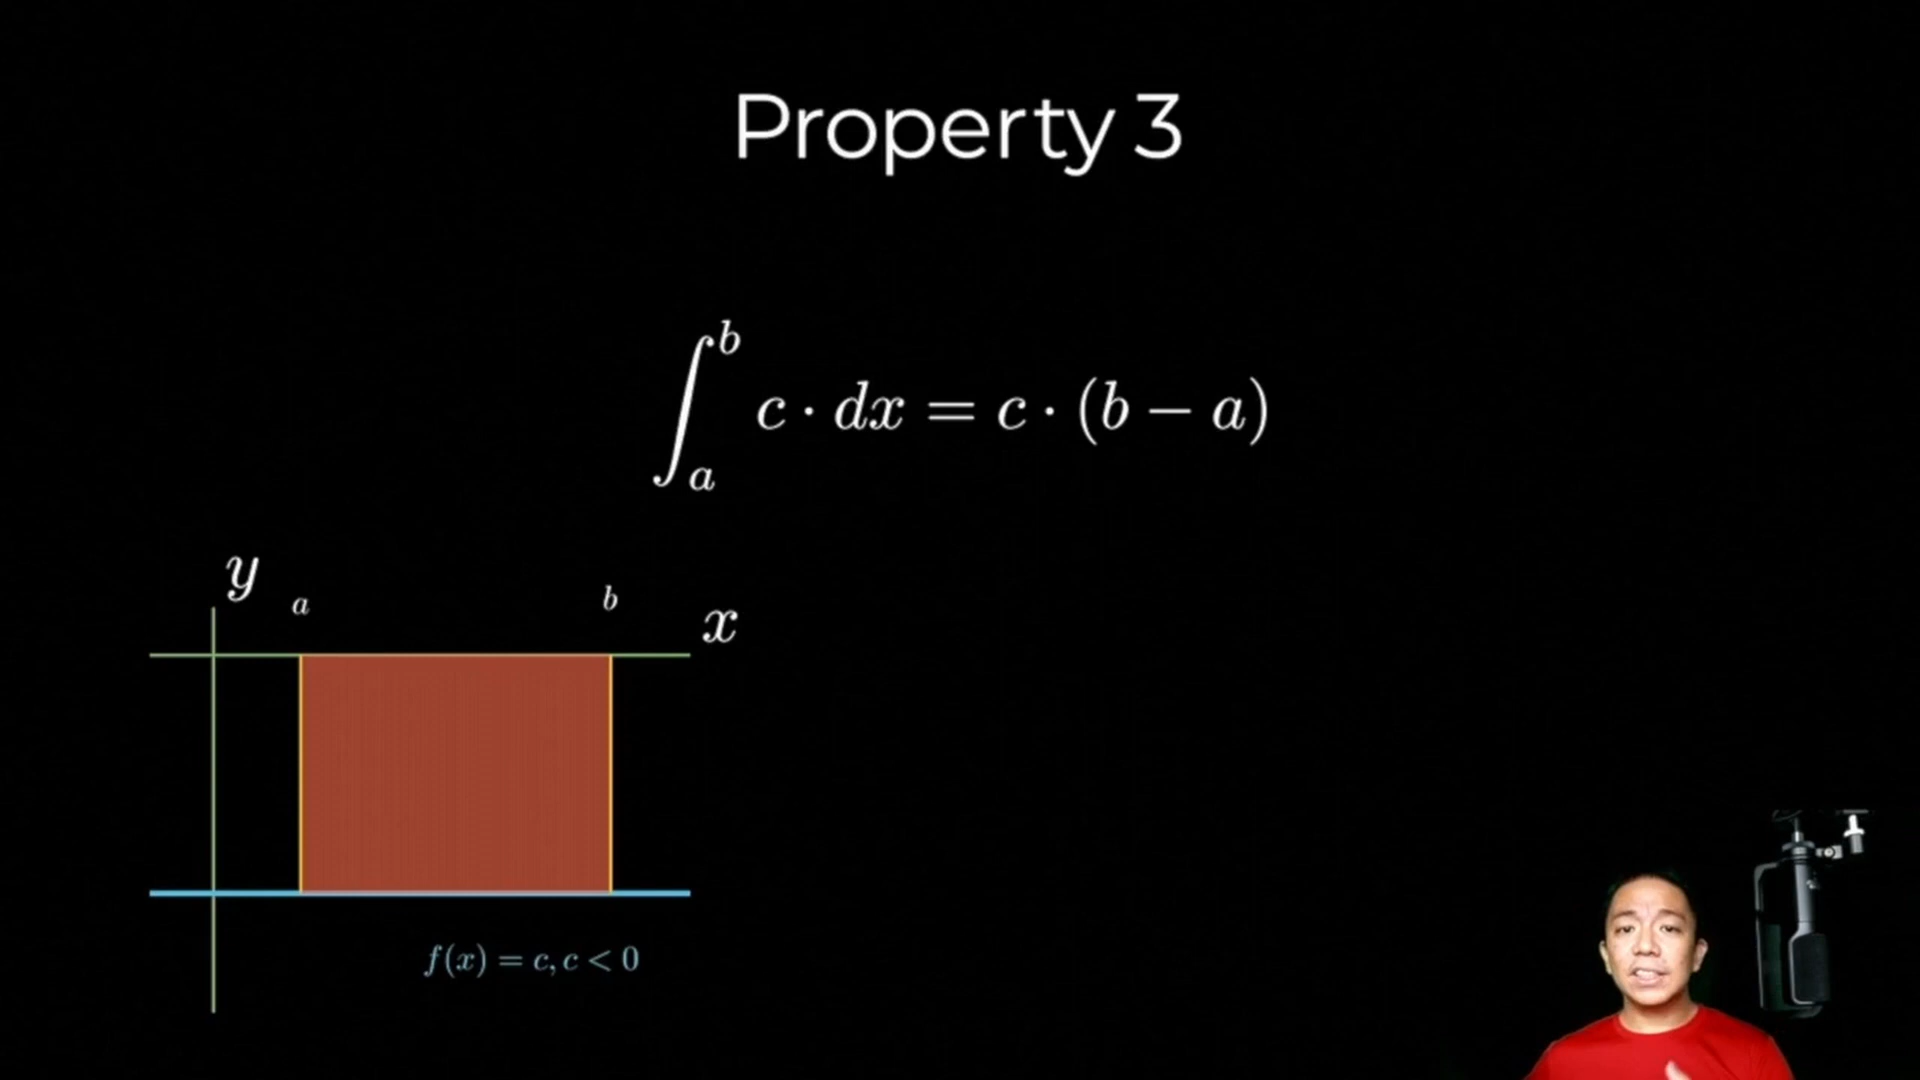 Property 3
∫_a^b c · dx = c · (b − a)
y
a
b
x
f(x) = c, c < 0